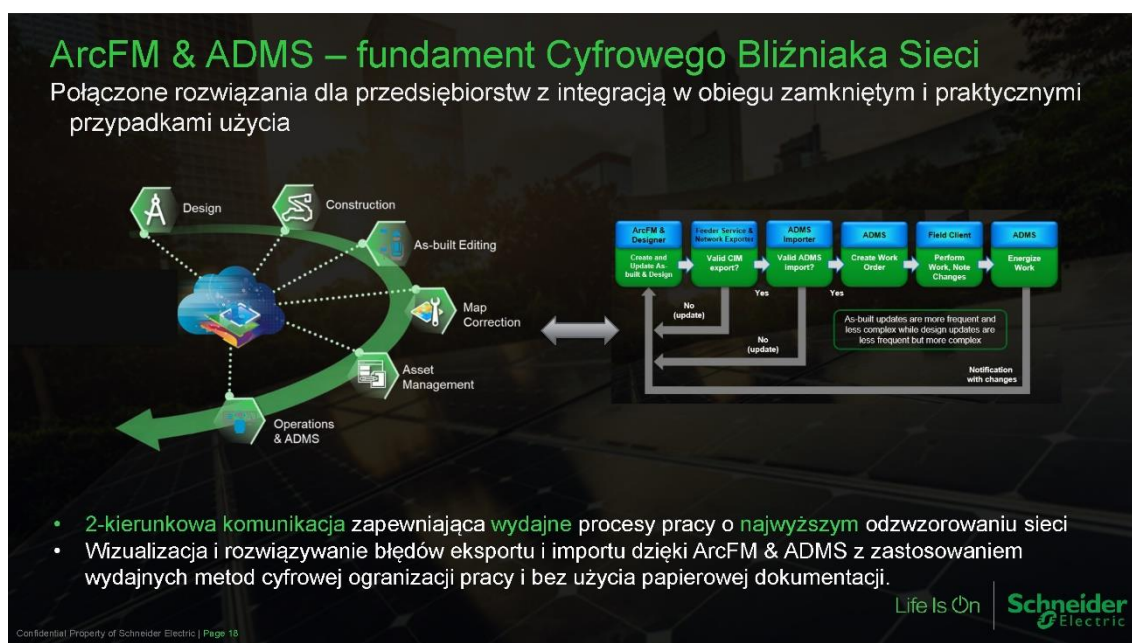 ArcFM & ADMS – fundament Cyfrowego Bliźniaka Sieci
Połączone rozwiązania dla przedsiębiorstw z integracją w obiegu zamkniętym i praktycznymi
przypadkami użycia
Design
Construction
As-built Editing
Map
Correction
Asset
Management
Operations
& ADMS
ArcFM &
Designer
Create and
Update As-
built & Design
Feeder Service &
Network Exporter
Valid CIM
export?
ADMS
Importer
Valid ADMS
import?
ADMS
Create Work
Order
Field Client
Perform
Work, Note
Changes
ADMS
Energize
Work
No
(update)
Yes
No
(update)
Yes
As-built updates are more frequent and
less complex while design updates are
less frequent but more complex
Notification
with changes
• 2-kierunkowa komunikacja zapewniająca wydajne procesy pracy o najwyższym odzwzorowaniu sieci
• Wizualizacja i rozwiązywanie błędów eksportu i importu dzięki ArcFM & ADMS z zastosowaniem
wydajnych metod cyfrowej ogranizacji pracy i bez użycia papierowej dokumentacji.
Life Is On
Schneider
Electric
Confidential Property of Schneider Electric | Page 18